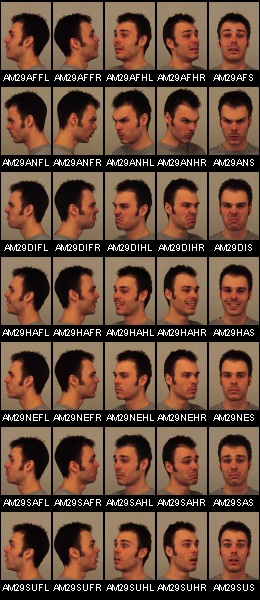 AM29AFFL AM29AFFR AM29AFHL AM29AFHR AM29AFS
AM29ANFL AM29ANFR AM29ANHL AM29ANHR AM29ANS
AM29DIFL AM29DIFR AM29DIHL AM29DIHR AM29DIS
AM29HAFL AM29HAFR AM29HAHL AM29HAHR AM29HAS
AM29NEFL AM29NEFR AM29NEHL AM29NEHR AM29NES
AM29SAFL AM29SAFR AM29SAHL AM29SAHR AM29SAS
AM29SUFL AM29SUFR AM29SUHL AM29SUHR AM29SUS